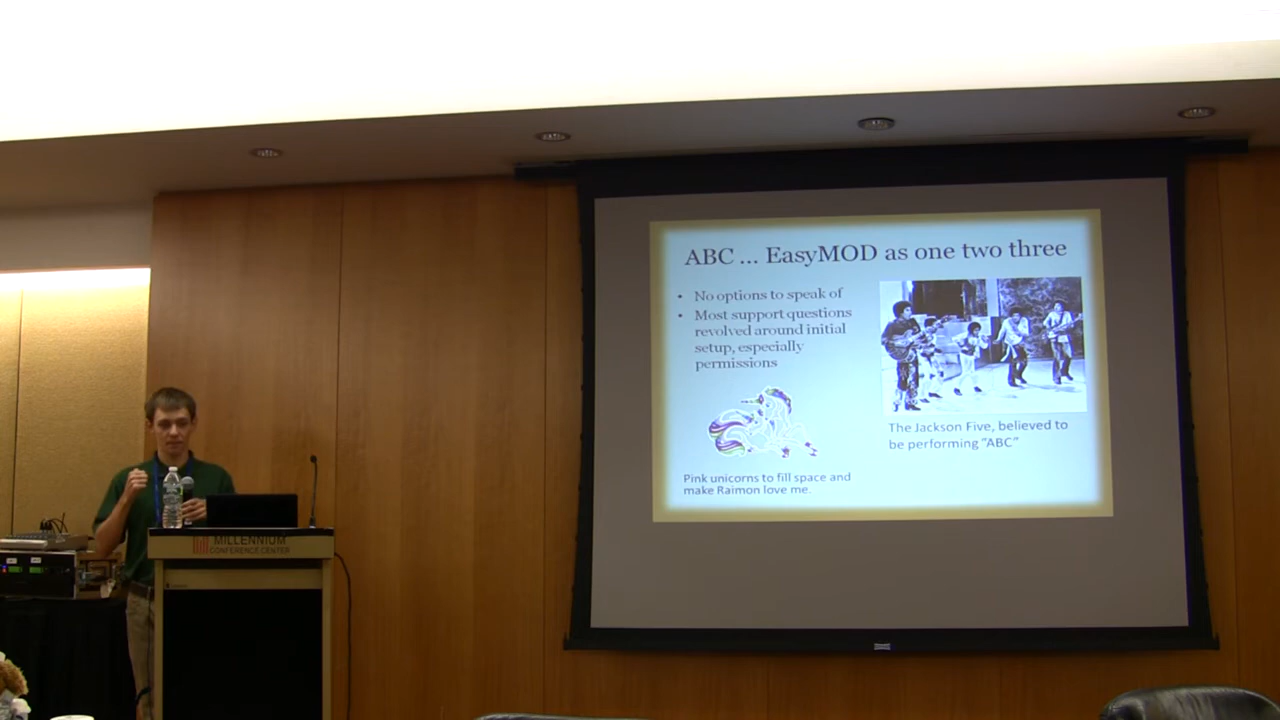 ABC ... EasyMOD as one two three
• No options to speak of
• Most support questions
revolved around initial
setup, especially
permissions
The Jackson Five, believed to
be performing “ABC”
Pink unicorns to fill space and
make Raimon love me.
MILLENNIUM
CONFERENCE CENTER